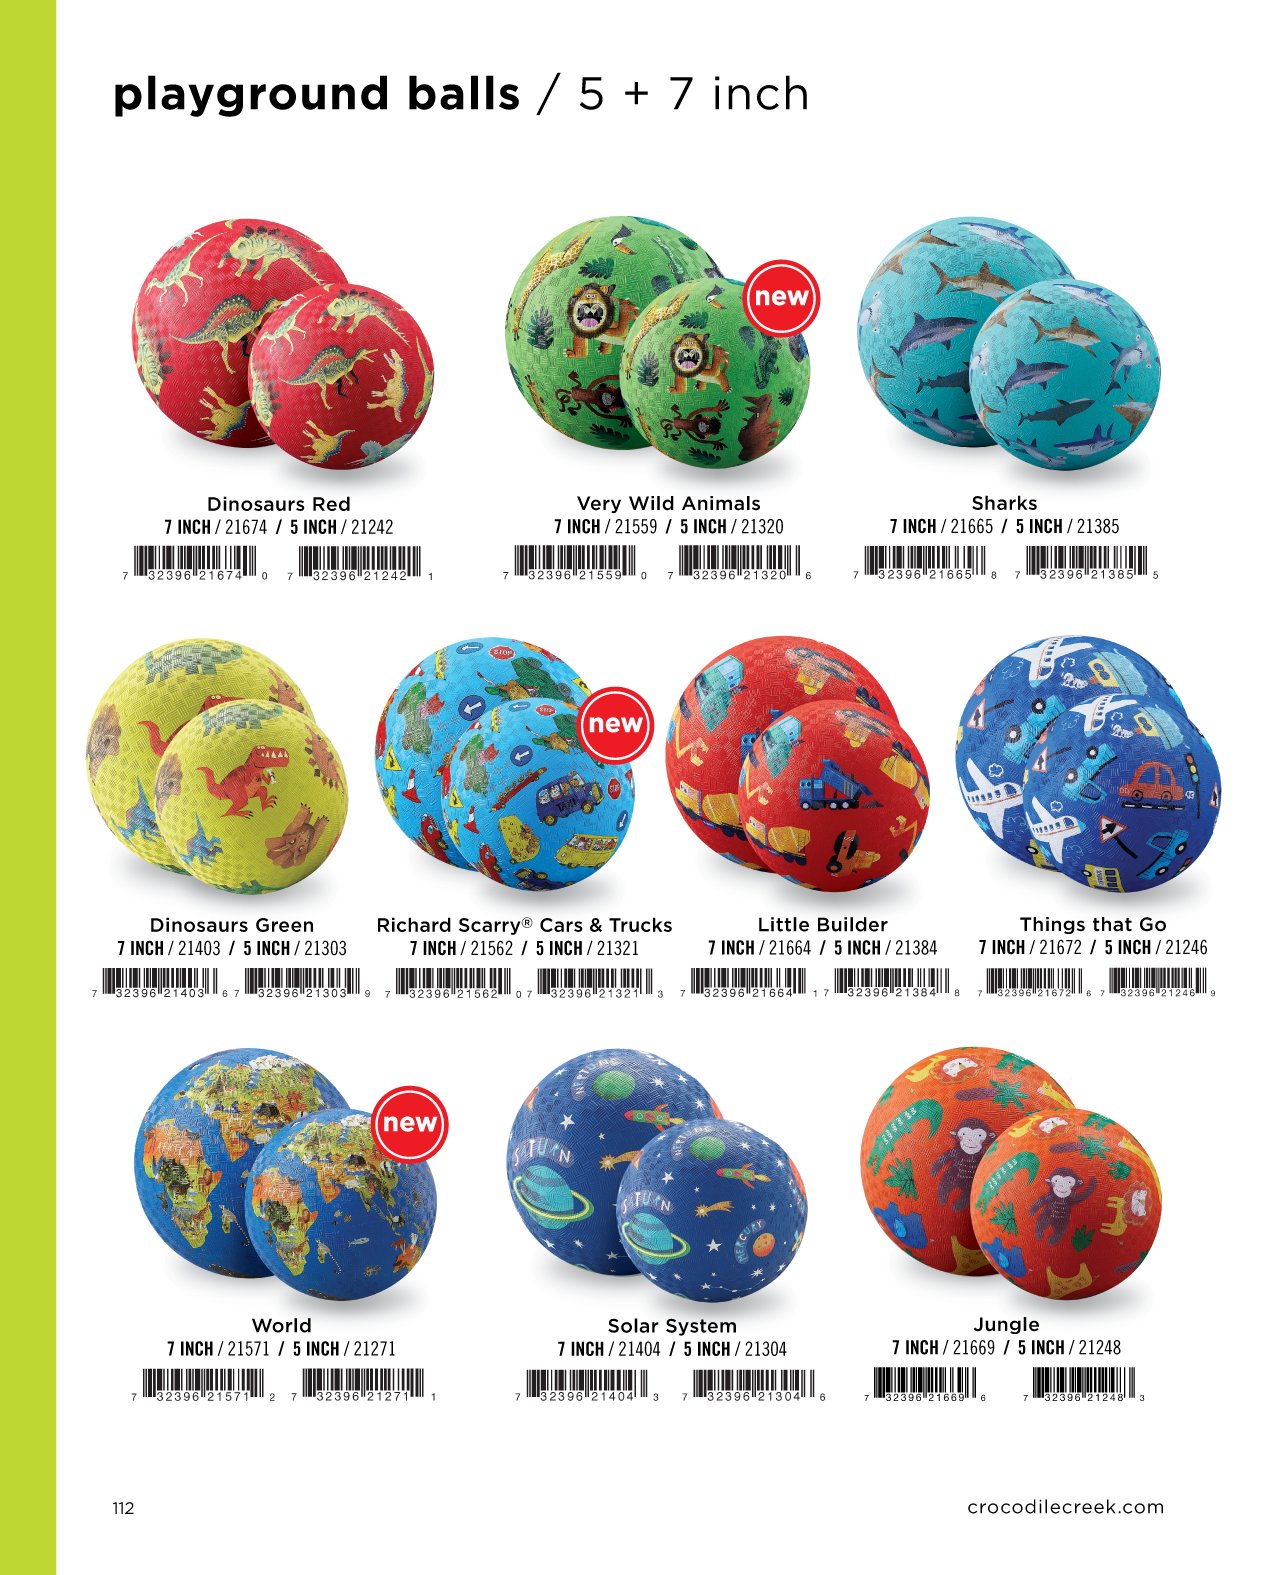 playground balls / 5 + 7 inch
new
Dinosaurs Red
7 INCH / 21674 / 5 INCH / 21242
7 32396 21674 0 7 32396 21242 1
Very Wild Animals
7 INCH / 21559 / 5 INCH / 21320
7 32396 21559 0 7 32396 21320 6
Sharks
7 INCH / 21665 / 5 INCH / 21385
7 32396 21665 8 7 32396 21385 5
STOP
new
TAXI
Dinosaurs Green
7 INCH / 21403 / 5 INCH / 21303
7 32396 21403 6 7 32396 21303 9
Richard Scarry® Cars & Trucks
7 INCH / 21562 / 5 INCH / 21321
7 32396 21562 0 7 32396 21321 3
Little Builder
7 INCH / 21664 / 5 INCH / 21384
7 32396 21664 1 7 32396 21384 8
Things that Go
7 INCH / 21672 / 5 INCH / 21246
7 32396 21672 6 7 32396 21246 9
new
NEPTUNE
SATURN
SATURN
MERCURY
World
7 INCH / 21571 / 5 INCH / 21271
7 32396 21571 2 7 32396 21271 1
Solar System
7 INCH / 21404 / 5 INCH / 21304
7 32396 21404 3 7 32396 21304 6
Jungle
7 INCH / 21669 / 5 INCH / 21248
7 32396 21669 6 7 32396 21248 3
112
crocodilecreek.com